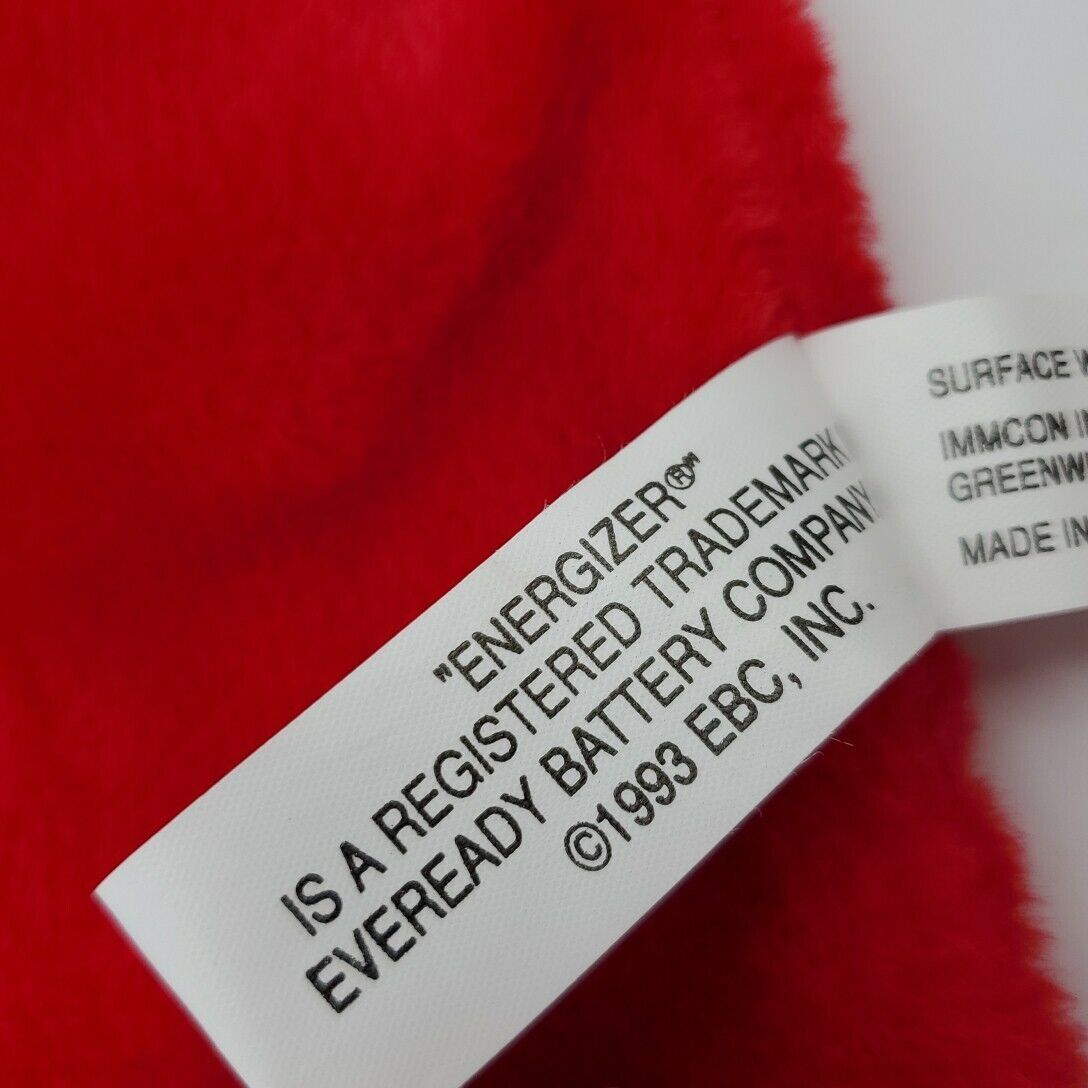 "ENERGIZER®"
IS A REGISTERED TRADEMARK
EVEREADY BATTERY COMPANY,
©1993 EBC, INC.
SURFACE
IMMCON
MADE IN